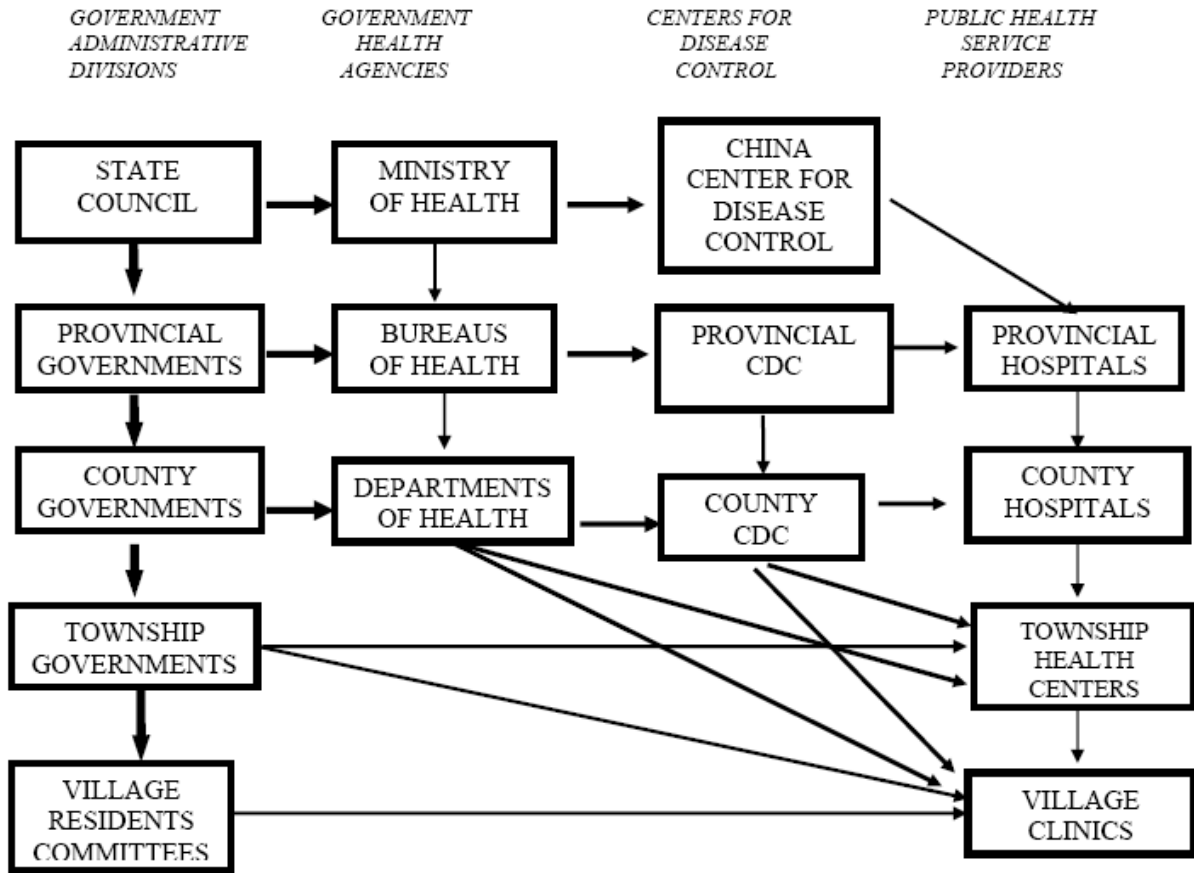 GOVERNMENT
ADMINISTRATIVE
DIVISIONS
GOVERNMENT
HEALTH
AGENCIES
CENTERS FOR
DISEASE
CONTROL
PUBLIC HEALTH
SERVICE
PROVIDERS
STATE
COUNCIL
MINISTRY
OF HEALTH
CHINA
CENTER FOR
DISEASE
CONTROL
PROVINCIAL
GOVERNMENTS
BUREAUS
OF HEALTH
PROVINCIAL
CDC
PROVINCIAL
HOSPITALS
COUNTY
GOVERNMENTS
DEPARTMENTS
OF HEALTH
COUNTY
CDC
COUNTY
HOSPITALS
TOWNSHIP
GOVERNMENTS
TOWNSHIP
HEALTH
CENTERS
VILLAGE
RESIDENTS
COMMITTEES
VILLAGE
CLINICS